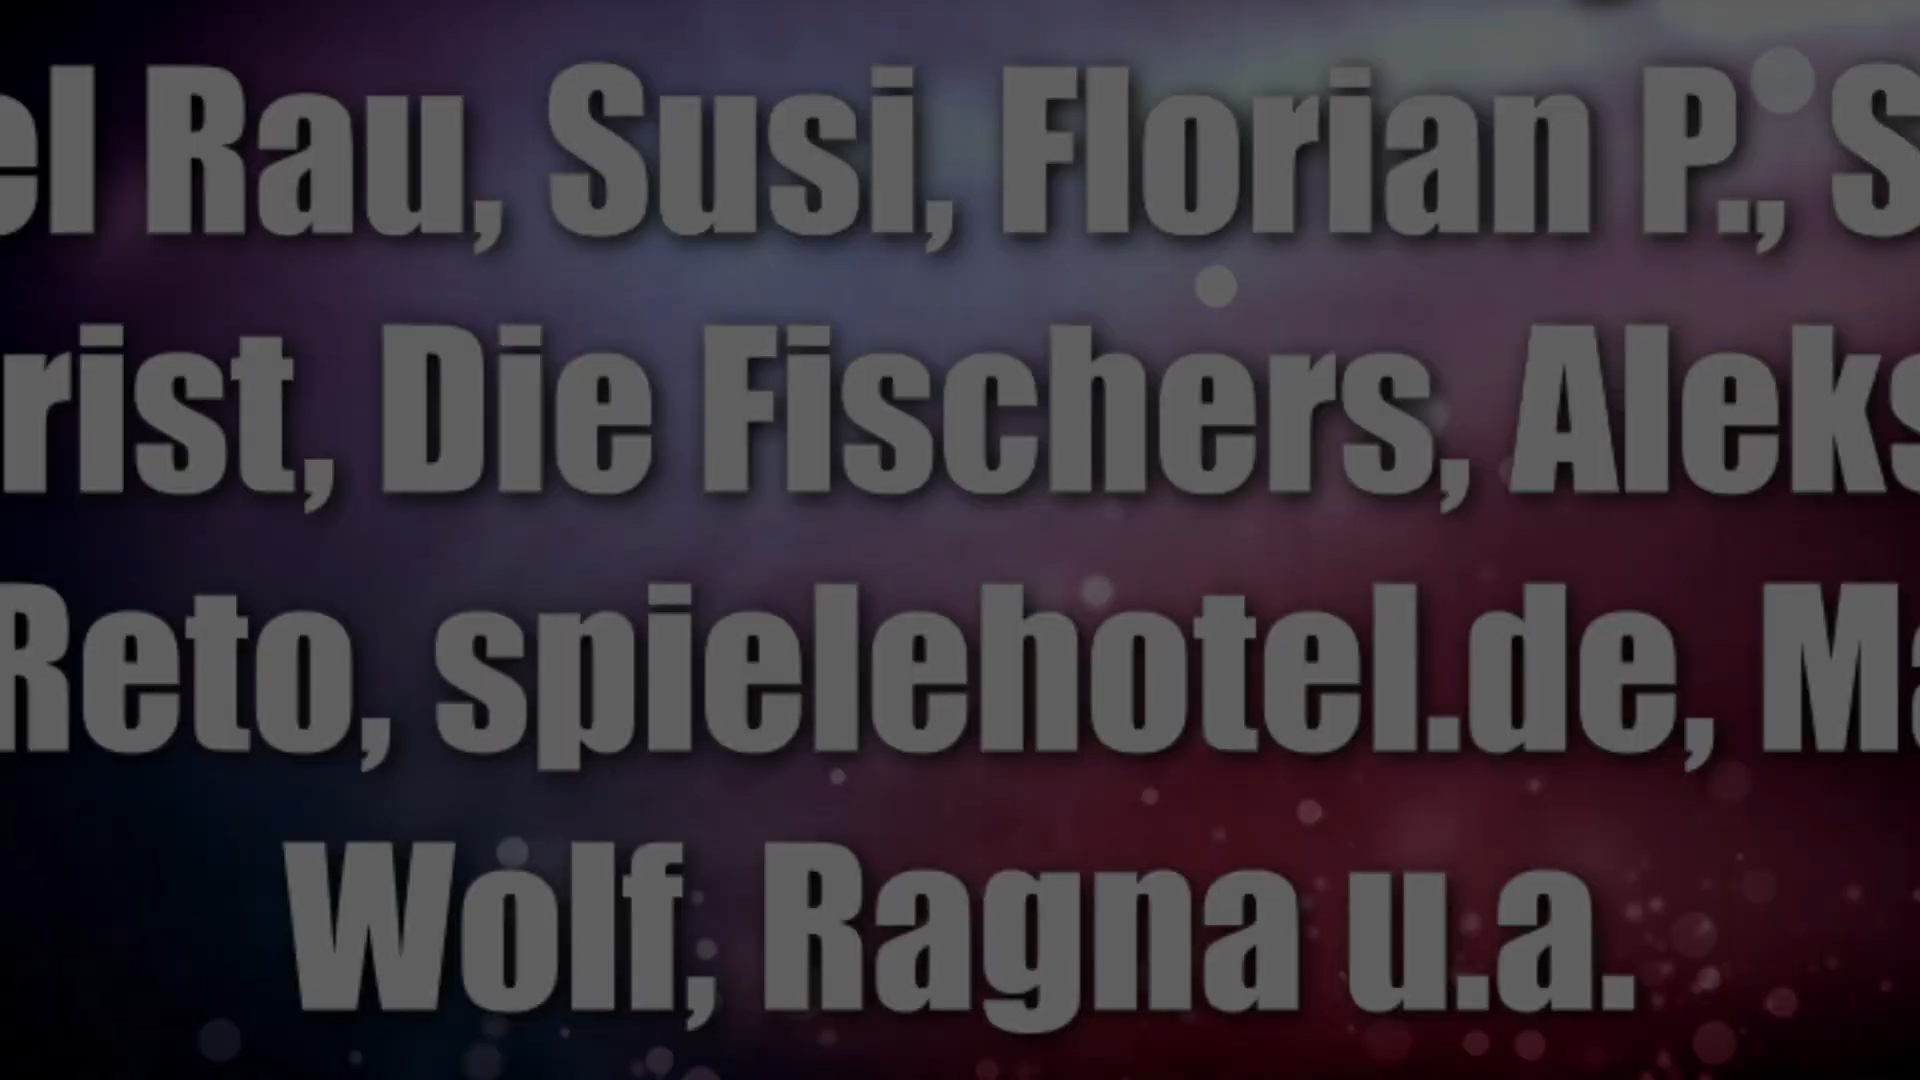 el Rau, Susi, Florian P., S
rist, Die Fischers, Aleks
Reto, spielehotel.de, Ma
Wolf, Ragna u.a.